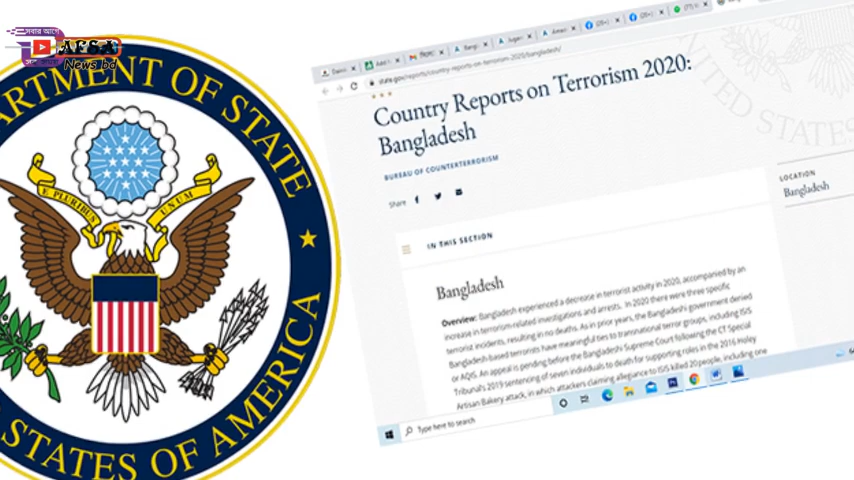 সবার আগে
AFSA
News bd
DEPARTMENT OF STATE
E PLURIBUS
UNUM
STATES OF AMERICA
state.gov/reports/country-reports-on-terrorism-2020/bangladesh/
Country Reports on Terrorism 2020:
Bangladesh
BUREAU OF COUNTERTERRORISM
Share
IN THIS SECTION
LOCATION
Bangladesh
UNITED
STATES
Bangladesh
Overview: Bangladesh experienced a decrease in terrorist activity in 2020, accompanied by an
increase in terrorism-related investigations and arrests. In 2020 there were three specific
terrorist incidents, resulting in no deaths. As in prior years, the Bangladeshi government denied
Bangladesh-based terrorists have meaningful ties to transnational terror groups, including ISIS
or AQIS. An appeal is pending before the Bangladeshi Supreme Court following the CT Special
Tribunal's 2019 sentencing of seven individuals to death for supporting roles in the 2016 Holey
Artisan Bakery attack, in which attackers claiming allegiance to ISIS killed 20 people, including one
Type here to search